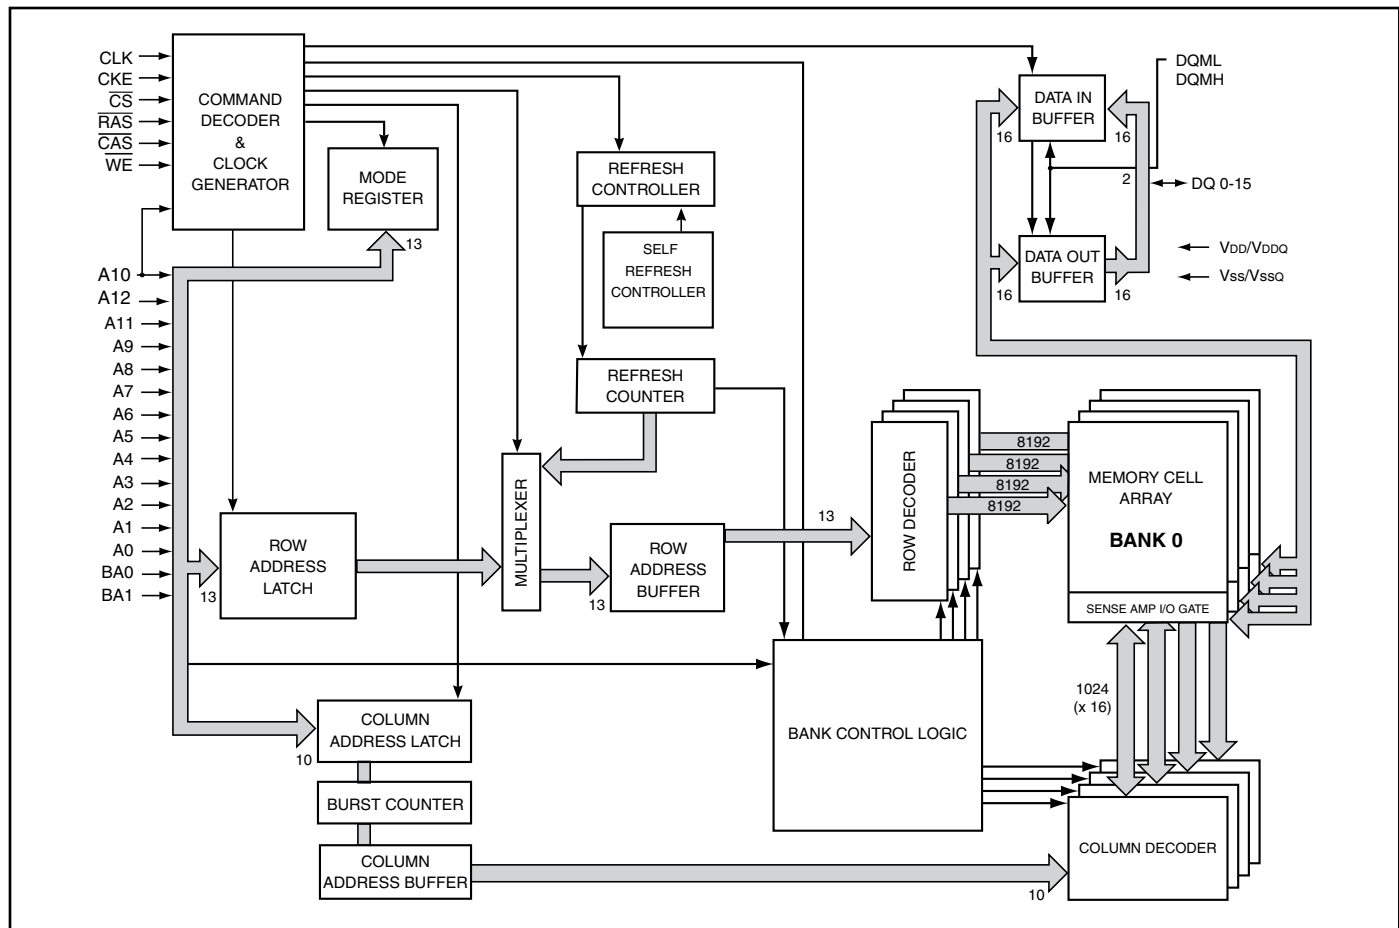 CLK
CKE
CS
RAS
CAS
WE
COMMAND
DECODER
&
CLOCK
GENERATOR
MODE
REGISTER
13
REFRESH
CONTROLLER
SELF
REFRESH
CONTROLLER
REFRESH
COUNTER
DQML
DQMH
DATA IN
BUFFER
16
16
2
DQ 0-15
DATA OUT
BUFFER
16
16
VDD/VDDQ
Vss/VssQ
A10
A12
A11
A9
A8
A7
A6
A5
A4
A3
A2
A1
A0
BA0
BA1
13
ROW
ADDRESS
LATCH
MULTIPLEXER
13
ROW
ADDRESS
BUFFER
13
ROW DECODER
8192
8192
8192
8192
MEMORY CELL
ARRAY
BANK 0
SENSE AMP I/O GATE
BANK CONTROL LOGIC
1024
(x 16)
10
COLUMN
ADDRESS LATCH
BURST COUNTER
COLUMN
ADDRESS BUFFER
10
COLUMN DECODER